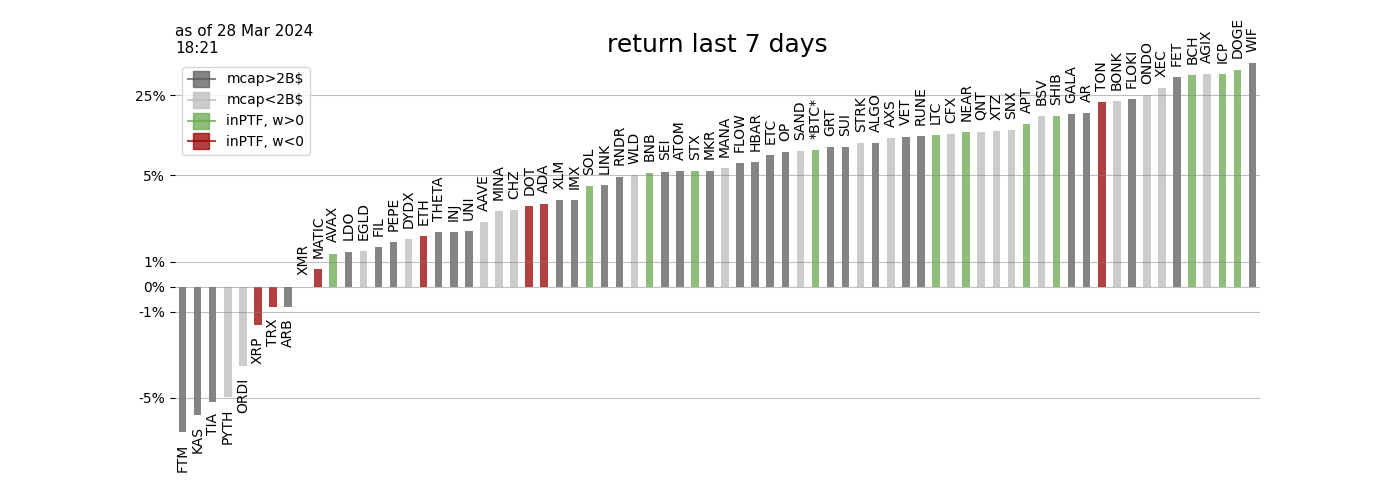 as of 28 Mar 2024
18:21
return last 7 days
mcap>2B$
mcap<2B$
inPTF, w>0
inPTF, w<0
25%
5%
1%
0%
-1%
-5%
FTM
KAS
TIA
PYTH
ORDI
XRP
TRX
ARB
XMR
MATIC
AVAX
LDO
EGLD
FIL
PEPE
DYDX
ETH
THETA
INJ
UNI
AAVE
MINA
CHZ
DOT
ADA
XLM
IMX
SOL
LINK
RNDR
WLD
BNB
SEI
ATOM
STX
MKR
MANA
FLOW
HBAR
ETC
OP
SAND
*BTC*
GRT
SUI
STRK
ALGO
AXS
VET
RUNE
LTC
CFX
NEAR
QNT
XTZ
SNX
APT
BSV
SHIB
GALA
AR
TON
BONK
FLOKI
ONDO
XEC
FET
BCH
AGIX
ICP
DOGE
WIF